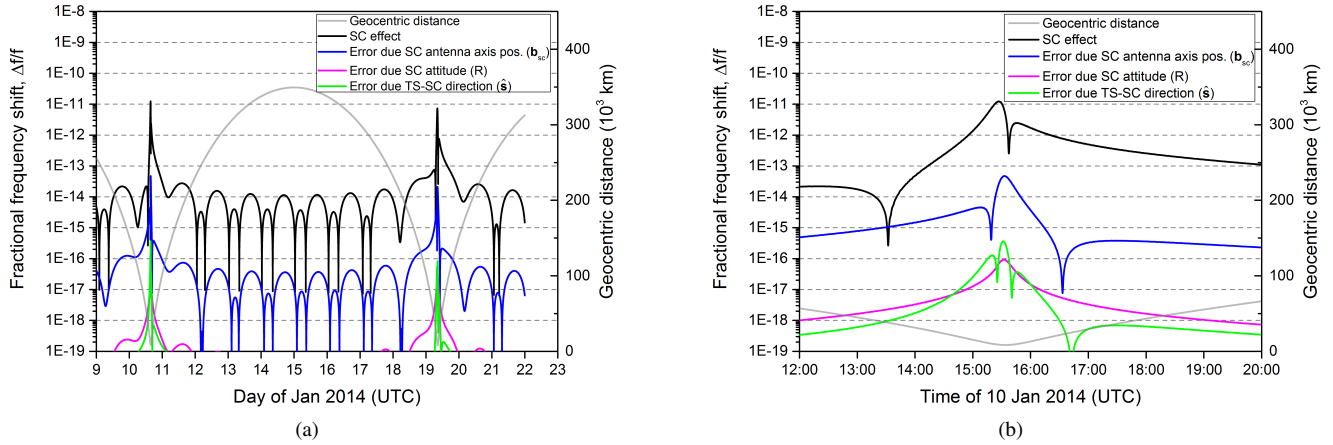 Fractional frequency shift, Δf/f
1E-8
1E-9
1E-10
1E-11
1E-12
1E-13
1E-14
1E-15
1E-16
1E-17
1E-18
1E-19
Geocentric distance
SC effect
Error due SC antenna axis pos. (b_sc)
Error due SC attitude (R)
Error due TS-SC direction (ŝ)
400
300
200
100
0
Geocentric distance (10³ km)
9 10 11 12 13 14 15 16 17 18 19 20 21 22 23
Day of Jan 2014 (UTC)
(a)
Fractional frequency shift, Δf/f
1E-8
1E-9
1E-10
1E-11
1E-12
1E-13
1E-14
1E-15
1E-16
1E-17
1E-18
1E-19
Geocentric distance
SC effect
Error due SC antenna axis pos. (b_sc)
Error due SC attitude (R)
Error due TS-SC direction (ŝ)
400
300
200
100
0
Geocentric distance (10³ km)
12:00 13:00 14:00 15:00 16:00 17:00 18:00 19:00 20:00
Time of 10 Jan 2014 (UTC)
(b)